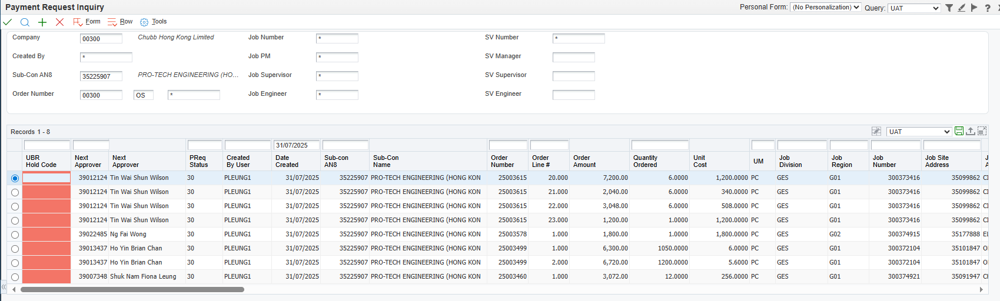 Payment Request Inquiry
Personal Form: (No Personalization) Query: UAT
Form Row Tools
Company 00300 Chubb Hong Kong Limited Job Number * SV Number *
Created By * Job PM * SV Manager
Sub-Con AN8 35225907 PRO-TECH ENGINEERING (HO... Job Supervisor * SV Supervisor
Order Number 00300 OS * Job Engineer * SV Engineer
Records 1 - 8 UAT
31/07/2025
UBR Hold Code Next Approver Next Approver PReq Status Created By User Date Created Sub-con AN8 Sub-Con Name Order Number Order Line # Order Amount Quantity Ordered Unit Cost UM Job Division Job Region Job Number Job Site Address
39012124 Tin Wai Shun Wilson 30 PLEUNG1 31/07/2025 35225907 PRO-TECH ENGINEERING (HONG KON 25003615 20.000 7,200.00 6.0000 1,200.0000 PC GES G01 300373416 35099862
39012124 Tin Wai Shun Wilson 30 PLEUNG1 31/07/2025 35225907 PRO-TECH ENGINEERING (HONG KON 25003615 21.000 2,040.00 6.0000 340.0000 PC GES G01 300373416 35099862
39012124 Tin Wai Shun Wilson 30 PLEUNG1 31/07/2025 35225907 PRO-TECH ENGINEERING (HONG KON 25003615 22.000 3,048.00 6.0000 508.0000 PC GES G01 300373416 35099862
39012124 Tin Wai Shun Wilson 30 PLEUNG1 31/07/2025 35225907 PRO-TECH ENGINEERING (HONG KON 25003615 23.000 1,200.00 1.0000 1,200.0000 PC GES G01 300373416 35099862
39022485 Ng Fai Wong 30 PLEUNG1 31/07/2025 35225907 PRO-TECH ENGINEERING (HONG KON 25003578 1.000 1,800.00 1.0000 1,800.0000 PC GES G02 300374915 35177888
39013437 Ho Yin Brian Chan 30 PLEUNG1 31/07/2025 35225907 PRO-TECH ENGINEERING (HONG KON 25003499 1.000 6,300.00 1050.0000 6.0000 PC GES G01 300372104 35101847
39013437 Ho Yin Brian Chan 30 PLEUNG1 31/07/2025 35225907 PRO-TECH ENGINEERING (HONG KON 25003499 2.000 6,720.00 1200.0000 5.6000 PC GES G01 300372104 35101847
39007348 Shuk Nam Fiona Leung 30 PLEUNG1 31/07/2025 35225907 PRO-TECH ENGINEERING (HONG KON 25003460 1.000 3,072.00 12.0000 256.0000 PC GES G01 300374921 35091947